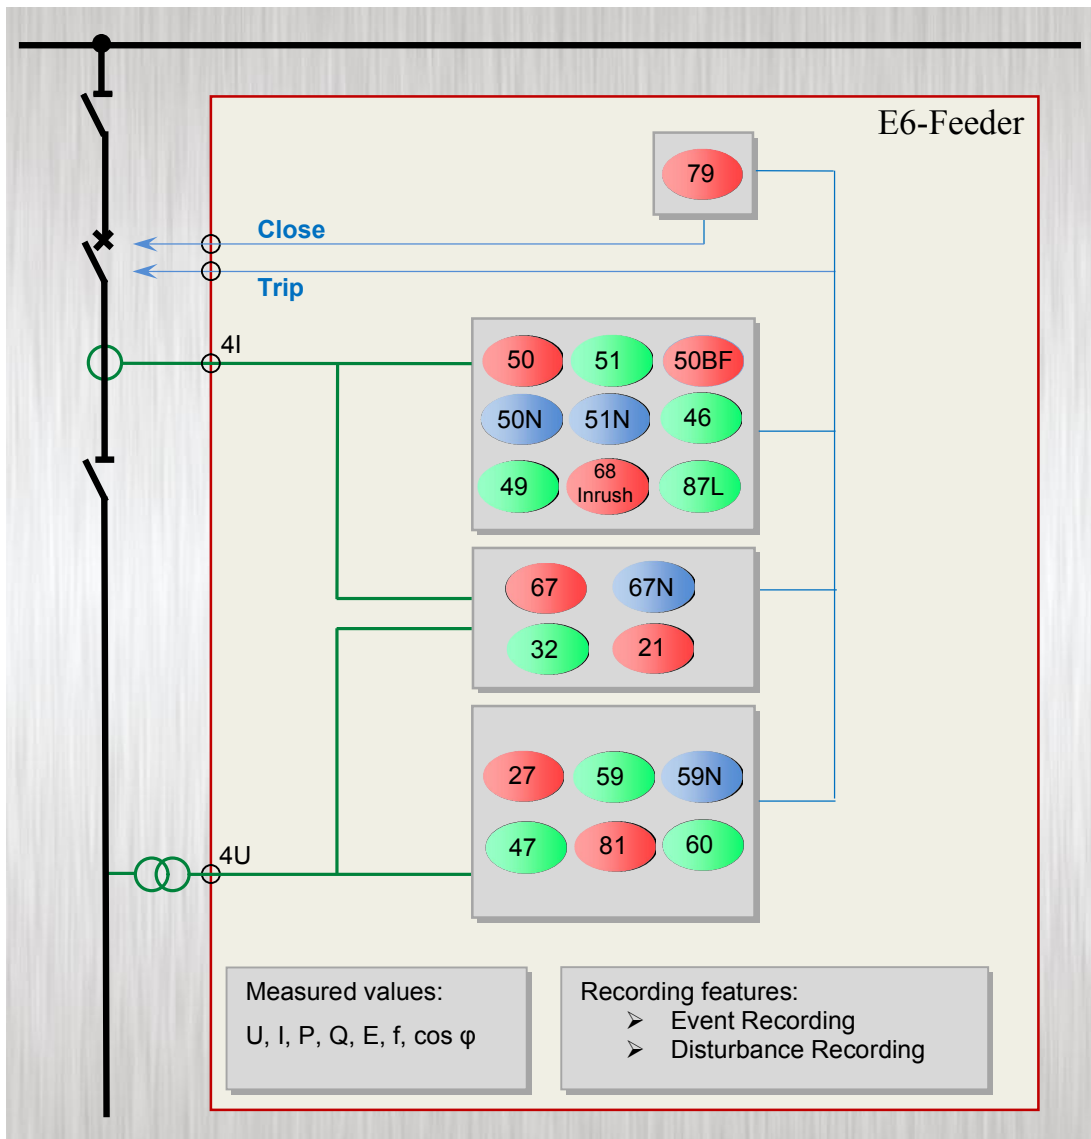 E6-Feeder
79
Close
Trip
4I
50 51 50BF
50N 51N 46
49 68 Inrush 87L
67 67N
32 21
27 59 59N
47 81 60
4U
Measured values:
U, I, P, Q, E, f, cos φ
Recording features:
➢ Event Recording
➢ Disturbance Recording